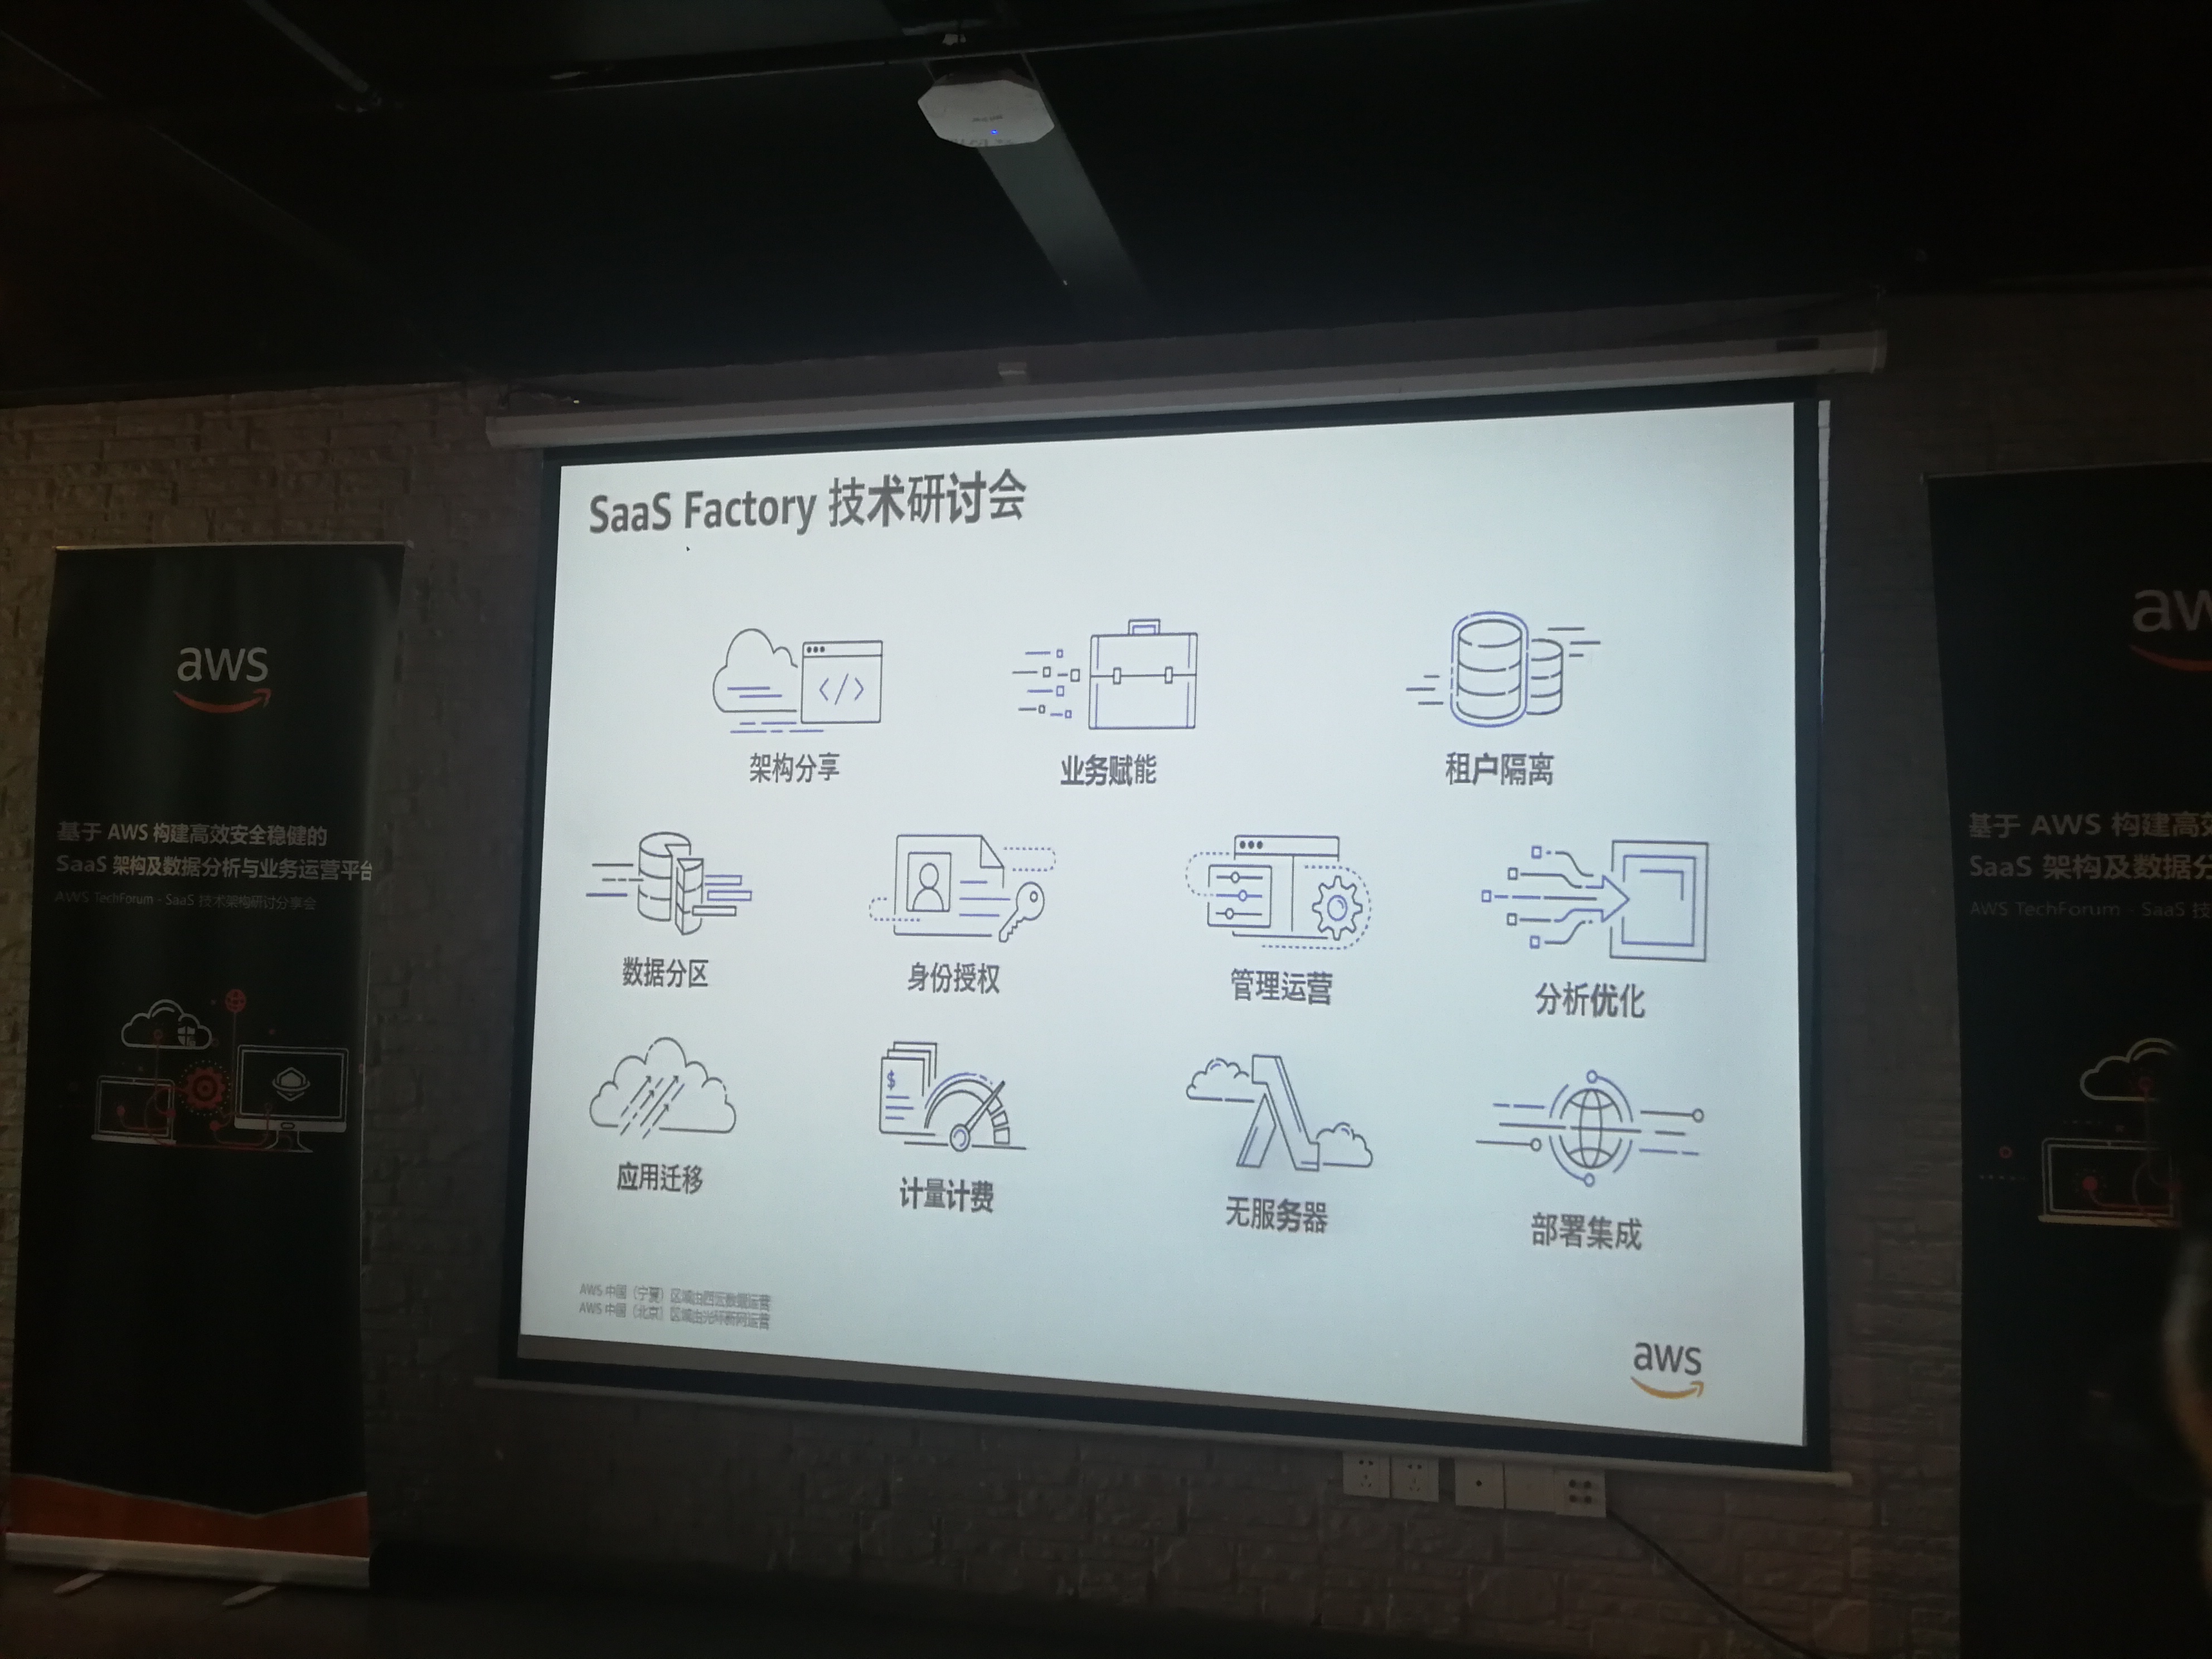 SaaS Factory 技术研讨会
架构分享
业务赋能
租户隔离
数据分区
身份授权
管理运营
分析优化
应用迁移
$
计量计费
无服务器
部署集成
AWS 中国（宁夏）区域由西云数据运营
AWS 中国（北京）区域由光环新网运营
aws
aws
基于 AWS 构建高效安全稳健的
SaaS 架构及数据分析与业务运营平台
AWS TechForum - SaaS 技术架构研讨分享会
aw
基于 AWS 构建高效
SaaS 架构及数据分
AWS TechForum - SaaS 技